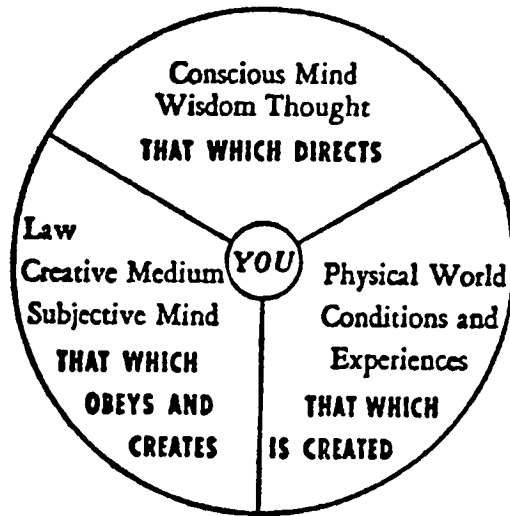 Conscious Mind
Wisdom Thought
THAT WHICH DIRECTS
YOU
Law
Creative Medium
Subjective Mind
THAT WHICH
OBEYS AND
CREATES
Physical World
Conditions and
Experiences
THAT WHICH
IS CREATED